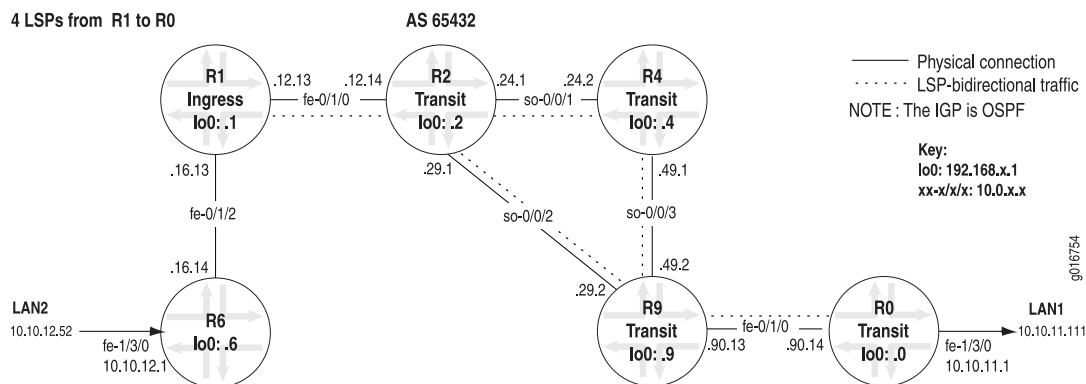 4 LSPs from R1 to R0
AS 65432
R1
Ingress
lo0: .1
.12.13
fe-0/1/0
.12.14
R2
Transit
lo0: .2
.24.1
so-0/0/1
.24.2
R4
Transit
lo0: .4
Physical connection
LSP-bidirectional traffic
NOTE : The IGP is OSPF
Key:
lo0: 192.168.x.1
xx-x/x/x: 10.0.x.x
.16.13
fe-0/1/2
.16.14
.29.1
so-0/0/2
.29.2
.49.1
so-0/0/3
.49.2
LAN2
10.10.12.52
fe-1/3/0
10.10.12.1
R6
lo0: .6
R9
Transit
lo0: .9
fe-0/1/0
.90.13
.90.14
R0
Transit
lo0: .0
LAN1
10.10.11.111
fe-1/3/0
10.10.11.1
g016754